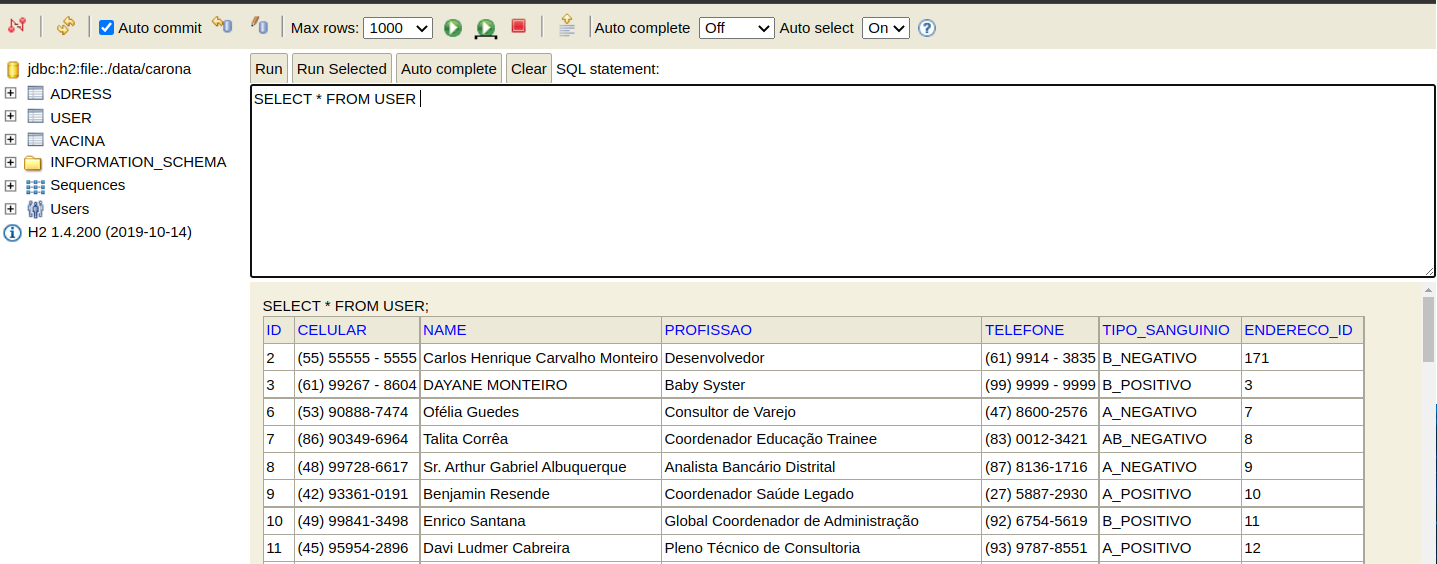 Auto commit Max rows: 1000 Auto complete Off Auto select On
jdbc:h2:file:./data/carona
ADRESS
USER
VACINA
INFORMATION_SCHEMA
Sequences
Users
H2 1.4.200 (2019-10-14)
Run Run Selected Auto complete Clear SQL statement:
SELECT * FROM USER
SELECT * FROM USER;
ID CELULAR NAME PROFISSAO TELEFONE TIPO_SANGUINIO ENDERECO_ID
2 (55) 55555 - 5555 Carlos Henrique Carvalho Monteiro Desenvolvedor (61) 9914 - 3835 B_NEGATIVO 171
3 (61) 99267 - 8604 DAYANE MONTEIRO Baby Syster (99) 9999 - 9999 B_POSITIVO 3
6 (53) 90888-7474 Ofélia Guedes Consultor de Varejo (47) 8600-2576 A_NEGATIVO 7
7 (86) 90349-6964 Talita Corrêa Coordenador Educação Trainee (83) 0012-3421 AB_NEGATIVO 8
8 (48) 99728-6617 Sr. Arthur Gabriel Albuquerque Analista Bancário Distrital (87) 8136-1716 A_NEGATIVO 9
9 (42) 93361-0191 Benjamin Resende Coordenador Saúde Legado (27) 5887-2930 A_POSITIVO 10
10 (49) 99841-3498 Enrico Santana Global Coordenador de Administração (92) 6754-5619 B_POSITIVO 11
11 (45) 95954-2896 Davi Ludmer Cabreira Pleno Técnico de Consultoria (93) 9787-8551 A_POSITIVO 12